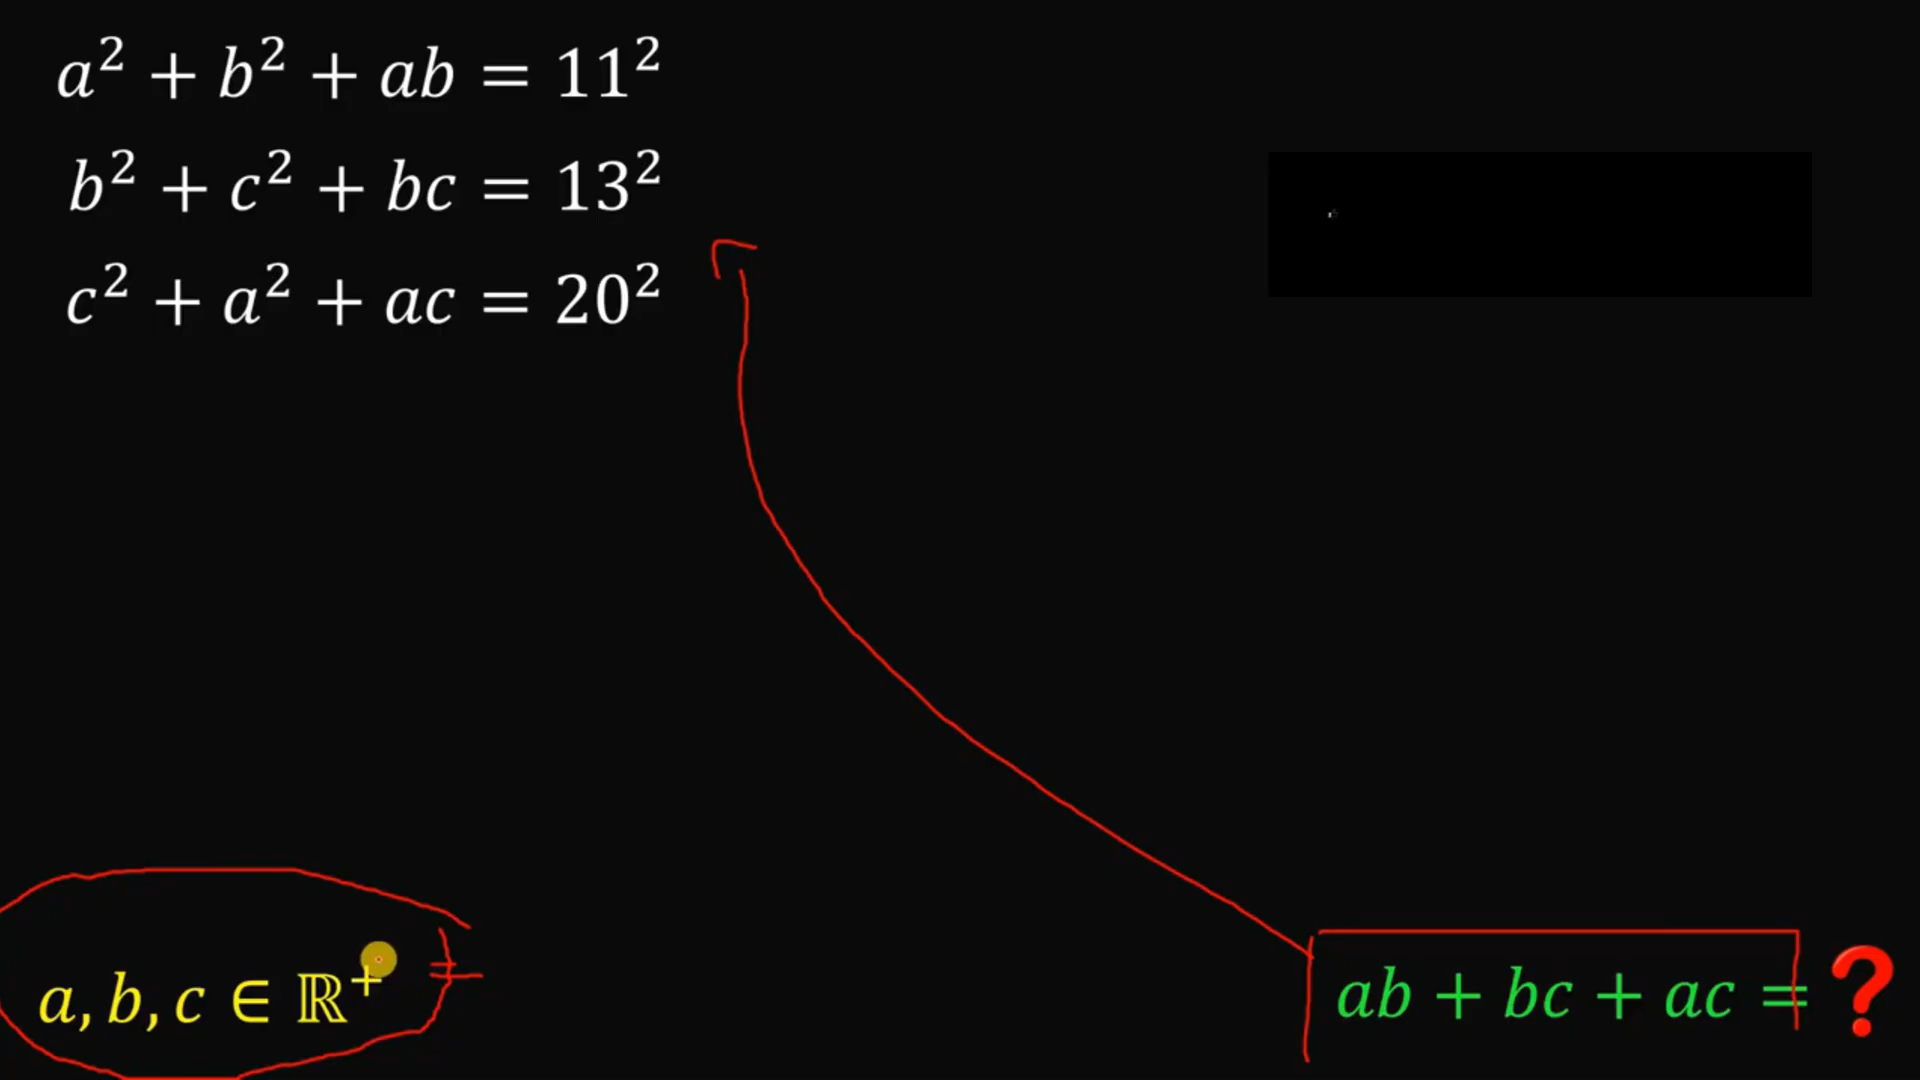 a² + b² + ab = 11²
b² + c² + bc = 13²
c² + a² + ac = 20²
a, b, c ∈ ℝ⁺
ab + bc + ac = ❓